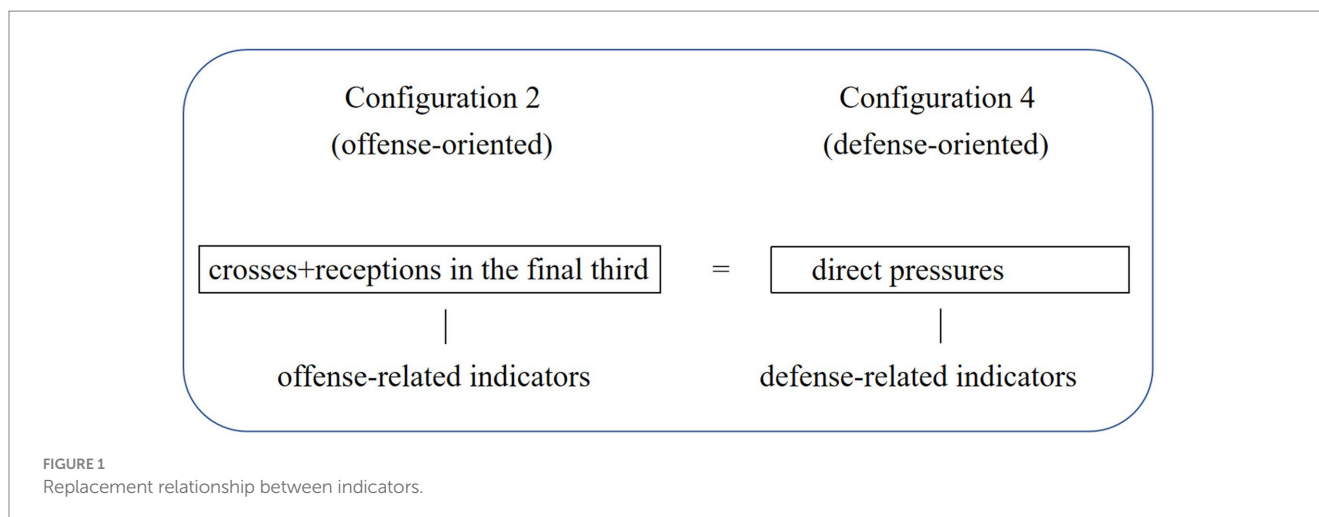 Configuration 2 Configuration 4
(offense-oriented) (defense-oriented)
crosses+receptions in the final third = direct pressures
| |
offense-related indicators defense-related indicators
FIGURE 1
Replacement relationship between indicators.